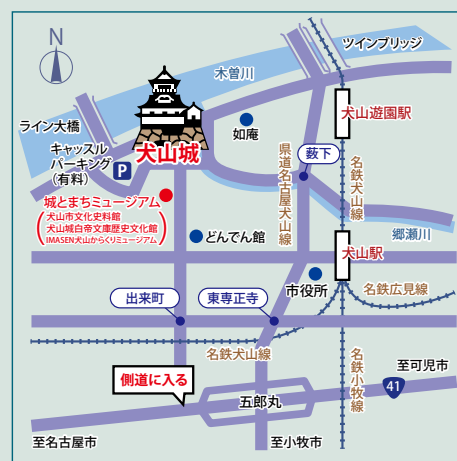 N
ツインブリッジ
木曽川
ライン大橋
犬山遊園駅
如庵
キャッスル
パーキング
(有料)
P
犬山城
藪下
県道名古屋犬山線
名鉄犬山線
城とまちミュージアム
犬山市文化史料館
犬山城白帝文庫歴史文化館
IMASEN犬山からくりミュージアム
郷瀬川
どんでん館
犬山駅
市役所
名鉄広見線
出来町
東専正寺
名鉄犬山線
名鉄小牧線
側道に入る
至可児市
41
五郎丸
至名古屋市
至小牧市